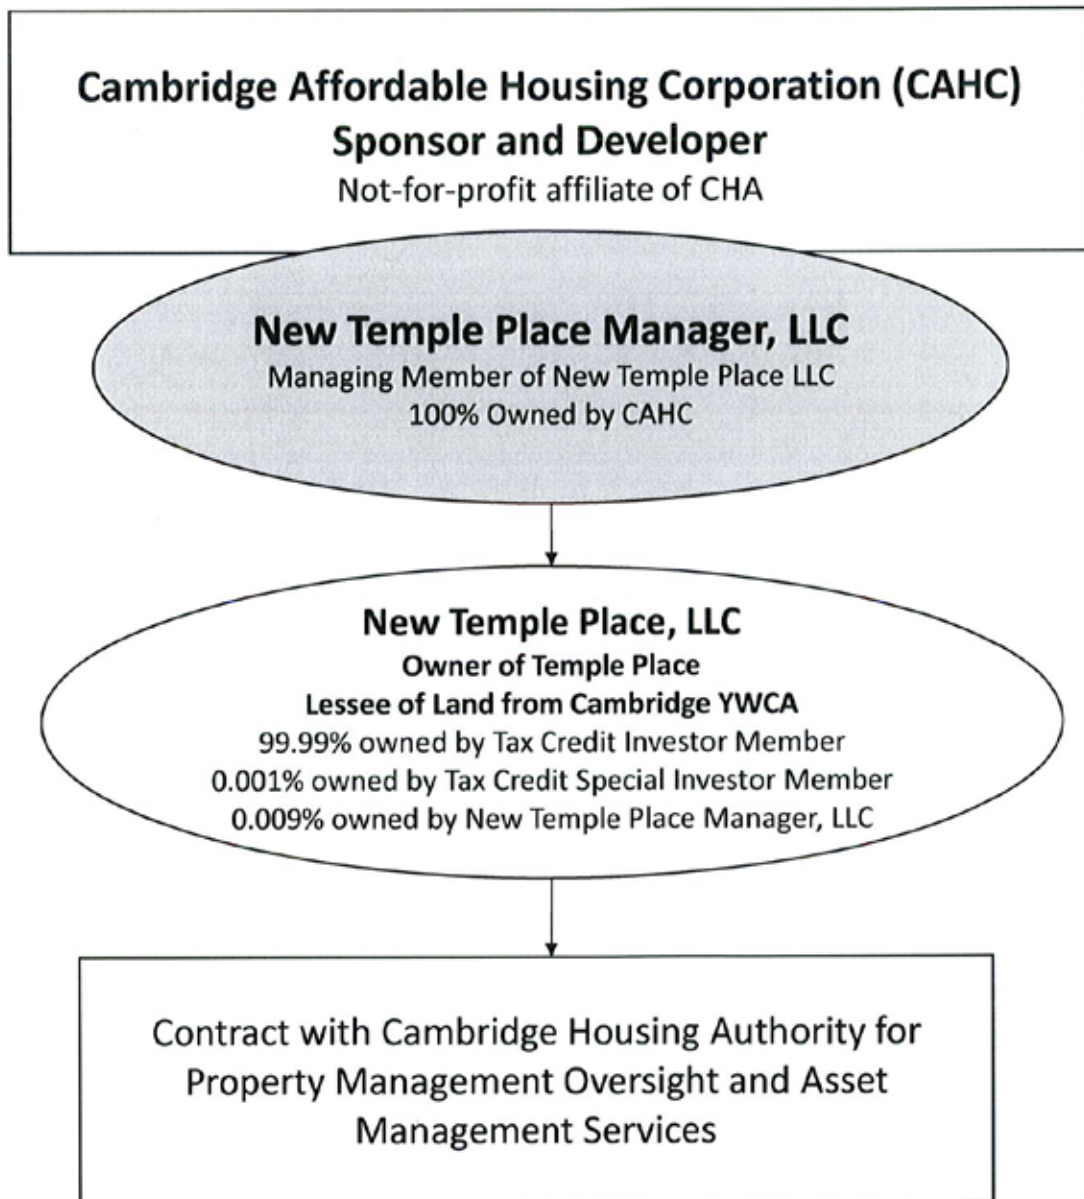 Cambridge Affordable Housing Corporation (CAHC)
Sponsor and Developer
Not-for-profit affiliate of CHA
New Temple Place Manager, LLC
Managing Member of New Temple Place LLC
100% Owned by CAHC
New Temple Place, LLC
Owner of Temple Place
Lessee of Land from Cambridge YWCA
99.99% owned by Tax Credit Investor Member
0.001% owned by Tax Credit Special Investor Member
0.009% owned by New Temple Place Manager, LLC
Contract with Cambridge Housing Authority for
Property Management Oversight and Asset
Management Services